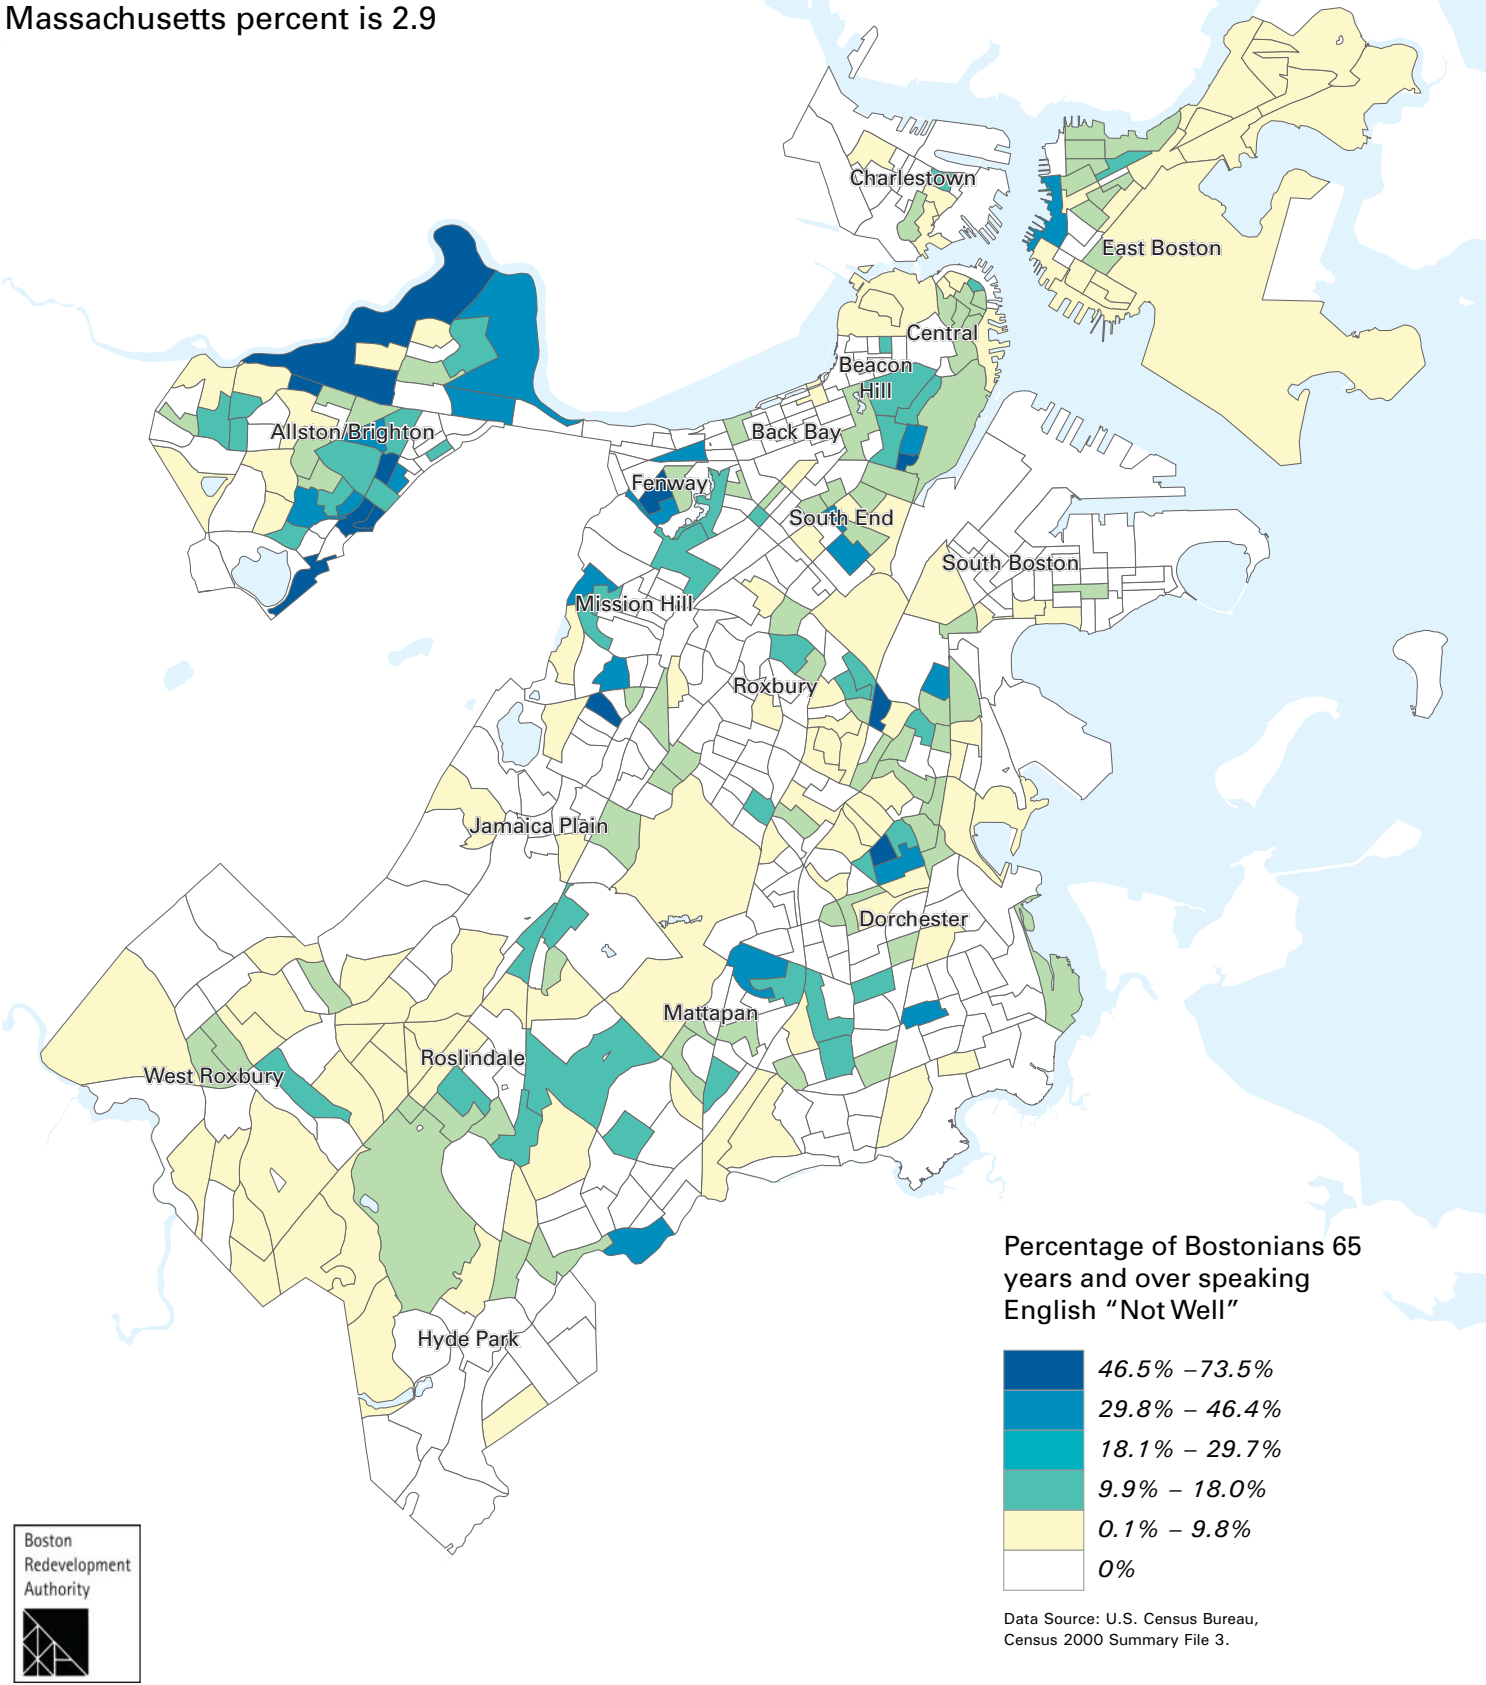 Massachusetts percent is 2.9
Charlestown
East Boston
Central
Beacon
Hill
Allston/Brighton
Back Bay
Fenway
South End
South Boston
Mission Hill
Roxbury
Jamaica Plain
Dorchester
Mattapan
Roslindale
West Roxbury
Hyde Park
Percentage of Bostonians 65
years and over speaking
English “Not Well”
46.5% –73.5%
29.8% – 46.4%
18.1% – 29.7%
9.9% – 18.0%
0.1% – 9.8%
0%
Data Source: U.S. Census Bureau,
Census 2000 Summary File 3.
Boston
Redevelopment
Authority